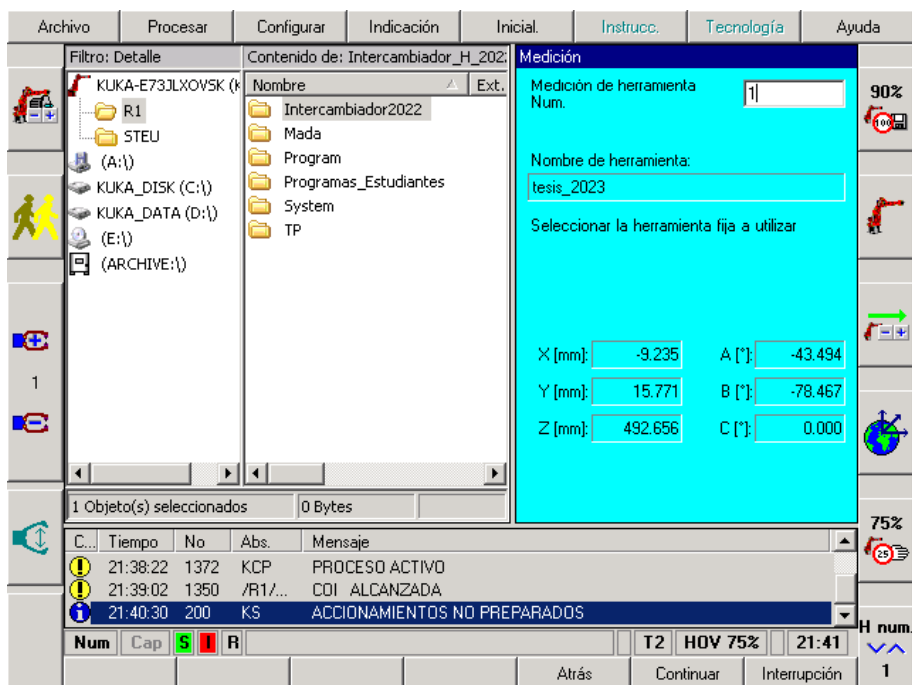 Archivo Procesar Configurar Indicación Inicial. Instrucc. Tecnología Ayuda
Filtro: Detalle
KUKA-E73JLXOV5K (K
R1
STEU
(A:\)
KUKA_DISK (C:\)
KUKA_DATA (D:\)
(E:\)
(ARCHIVE:\)
Contenido de: Intercambiador_H_202
Nombre Ext.
Intercambiador2022
Mada
Program
Programas_Estudiantes
System
TP
1 Objeto(s) seleccionados 0 Bytes
Medición
Medición de herramienta
Num.
1
Nombre de herramienta:
tesis_2023
Seleccionar la herramienta fija a utilizar
X [mm]: -9.235 A [°]: -43.494
Y [mm]: 15.771 B [°]: -78.467
Z [mm]: 492.656 C [°]: 0.000
1
90%
100
75%
25
H num.
1
C... Tiempo No Abs. Mensaje
21:38:22 1372 KCP PROCESO ACTIVO
21:39:02 1350 /R1/... COI ALCANZADA
21:40:30 200 KS ACCIONAMIENTOS NO PREPARADOS
Num Cap S I R T2 HOV 75% 21:41
Atrás Continuar Interrupción